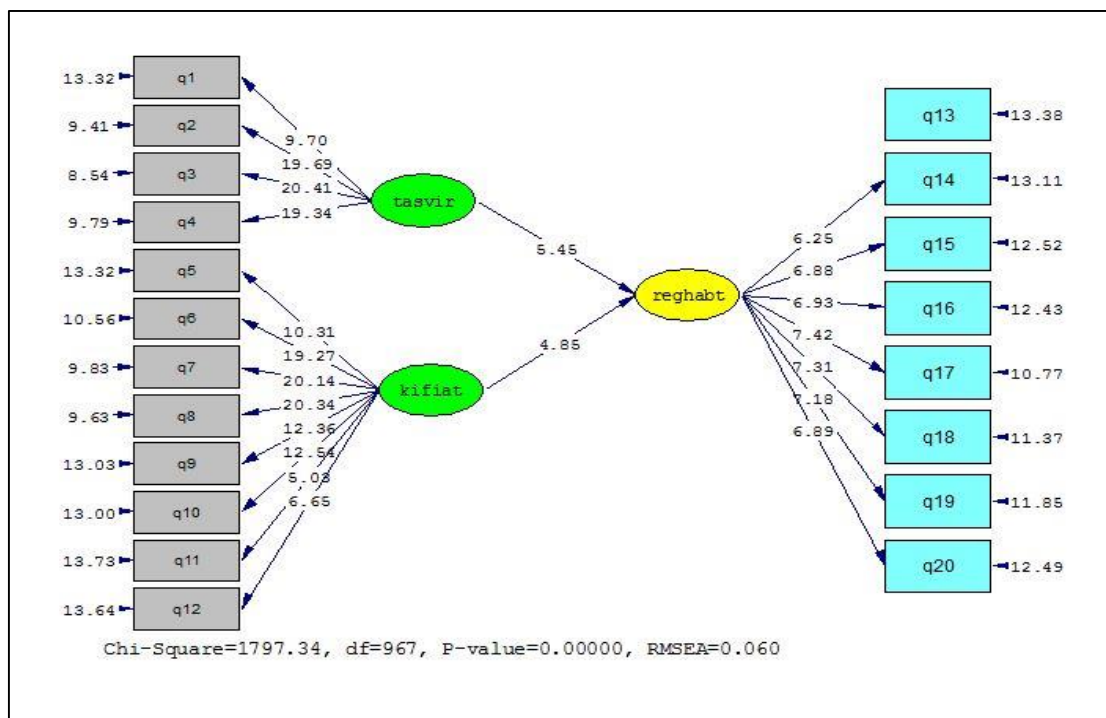 13.32 q1
9.41 q2
8.54 q3
9.79 q4
13.32 q5
10.56 q6
9.83 q7
9.63 q8
13.03 q9
13.00 q10
13.73 q11
13.64 q12
9.70
19.69
20.41
19.34
10.31
19.27
20.14
20.34
12.36
12.54
5.03
6.65
tasvir
kifiat
5.45
4.85
reghabt
6.25
6.88
6.93
7.42
7.31
7.18
6.89
q13 13.38
q14 13.11
q15 12.52
q16 12.43
q17 10.77
q18 11.37
q19 11.85
q20 12.49
Chi-Square=1797.34, df=967, P-value=0.00000, RMSEA=0.060